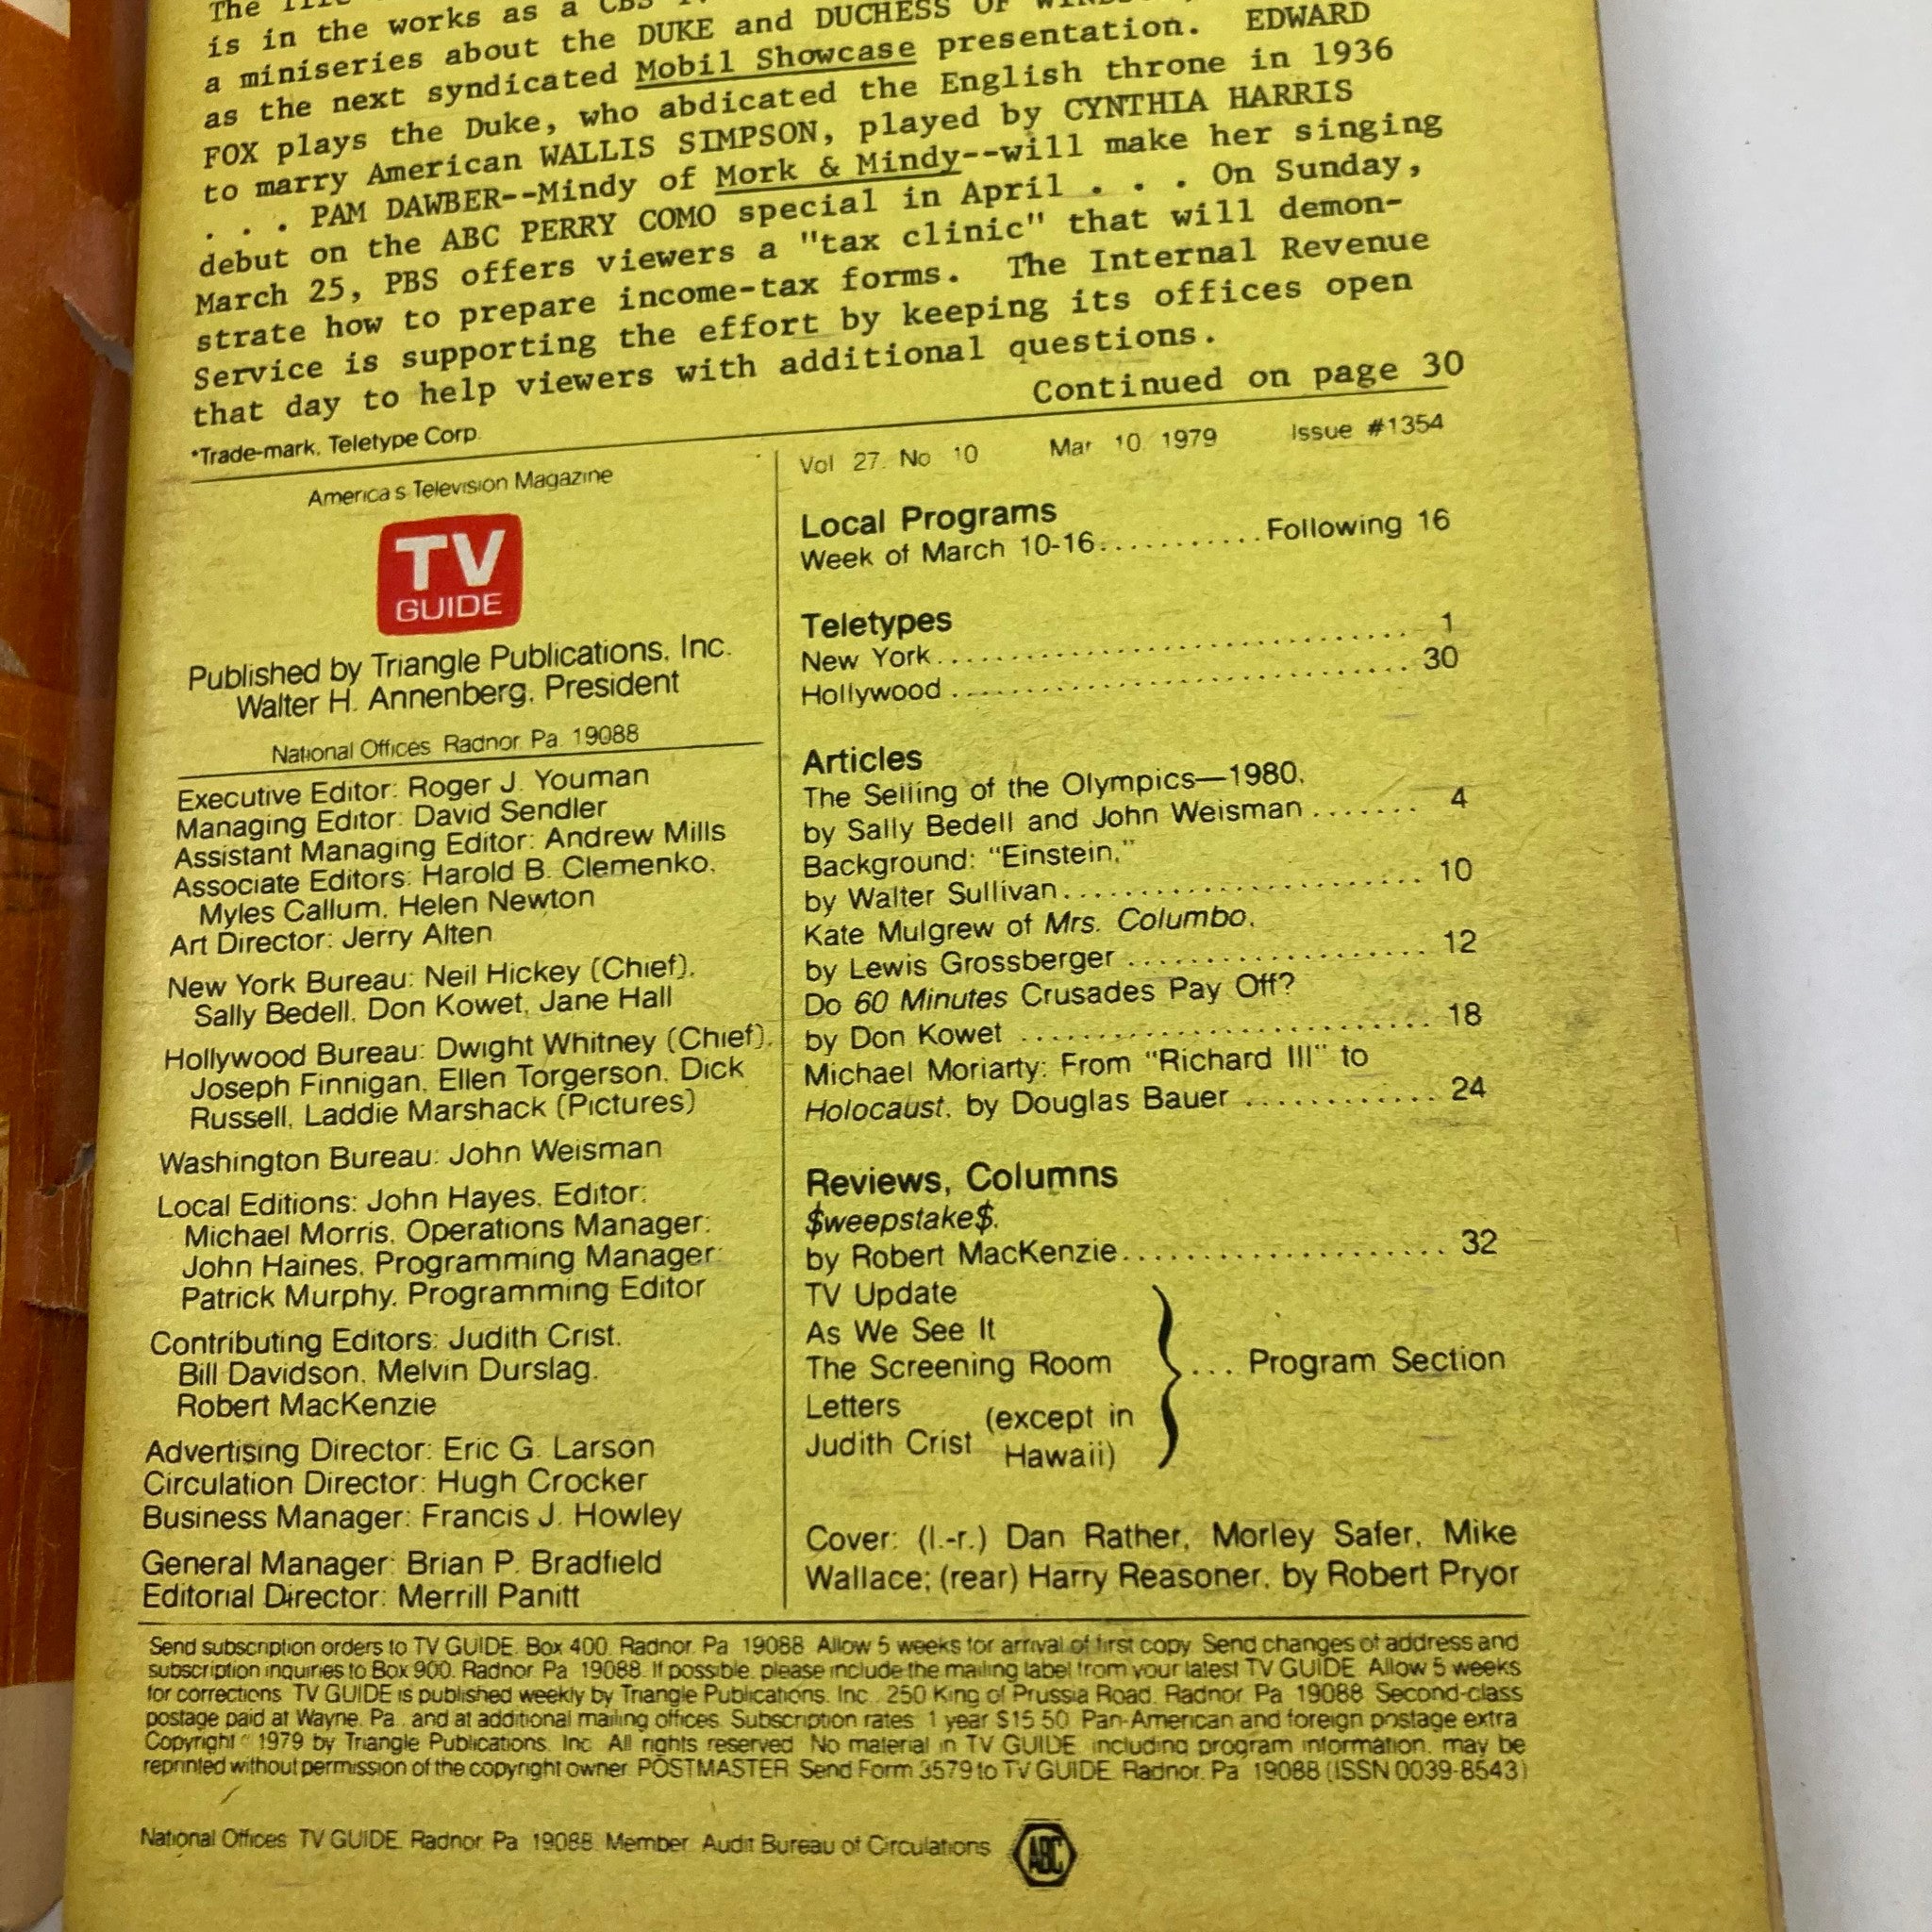 The
is in the works as a CBS
a miniseries about the DUKE and DUCHESS OF
as the next syndicated Mobil Showcase presentation. EDWARD
FOX plays the Duke, who abdicated the English throne in 1936
to marry American WALLIS SIMPSON, played by CYNTHIA HARRIS
. . . PAM DAWBER--Mindy of Mork & Mindy--will make her singing
debut on the ABC PERRY COMO special in April . . . On Sunday,
March 25, PBS offers viewers a "tax clinic" that will demon-
strate how to prepare income-tax forms. The Internal Revenue
Service is supporting the effort by keeping its offices open
that day to help viewers with additional questions.
Continued on page 30
*Trade-mark, Teletype Corp.
America's Television Magazine
TV
GUIDE
Published by Triangle Publications, Inc.
Walter H. Annenberg, President
National Offices Radnor Pa. 19088
Executive Editor: Roger J. Youman
Managing Editor: David Sendler
Assistant Managing Editor: Andrew Mills
Associate Editors: Harold B. Clemenko,
Myles Callum, Helen Newton
Art Director: Jerry Alten
New York Bureau: Neil Hickey (Chief),
Sally Bedell, Don Kowet, Jane Hall
Hollywood Bureau: Dwight Whitney (Chief),
Joseph Finnigan, Ellen Torgerson, Dick
Russell, Laddie Marshack (Pictures)
Washington Bureau: John Weisman
Local Editions: John Hayes, Editor;
Michael Morris, Operations Manager;
John Haines, Programming Manager;
Patrick Murphy, Programming Editor
Contributing Editors: Judith Crist,
Bill Davidson, Melvin Durslag,
Robert MacKenzie
Advertising Director: Eric G. Larson
Circulation Director: Hugh Crocker
Business Manager: Francis J. Howley
General Manager: Brian P. Bradfield
Editorial Director: Merrill Panitt
Vol 27. No 10 Mar 10 1979 Issue #1354
Local Programs
Week of March 10-16............Following 16
Teletypes
New York.................................. 1
Hollywood ................................ 30
Articles
The Selling of the Olympics—1980,
by Sally Bedell and John Weisman ....... 4
Background: "Einstein,"
by Walter Sullivan......................... 10
Kate Mulgrew of Mrs. Columbo,
by Lewis Grossberger ..................... 12
Do 60 Minutes Crusades Pay Off?
by Don Kowet ............................. 18
Michael Moriarty: From "Richard III" to
Holocaust, by Douglas Bauer ............. 24
Reviews, Columns
$weepstake$,
by Robert MacKenzie...................... 32
TV Update
As We See It
The Screening Room ... Program Section
Letters (except in
Judith Crist Hawaii)
Cover: (l.-r.) Dan Rather, Morley Safer, Mike
Wallace; (rear) Harry Reasoner, by Robert Pryor
Send subscription orders to TV GUIDE. Box 400. Radnor. Pa 19088 Allow 5 weeks for arrival of first copy Send changes of address and
subscription inquiries to Box 900. Radnor Pa 19088. If possible, please include the mailing label from your latest TV GUIDE Allow 5 weeks
for corrections TV GUIDE is published weekly by Triangle Publications, Inc. 250 King of Prussia Road. Radnor. Pa 19088 Second-class
postage paid at Wayne, Pa., and at additional mailing offices. Subscription rates 1 year $15.50 Pan-American and foreign postage extra
Copyright © 1979 by Triangle Publications, Inc. All rights reserved No material in TV GUIDE including program information, may be
reprinted without permission of the copyright owner POSTMASTER Send Form 3579 to TV GUIDE Radnor. Pa 19088 (ISSN 0039-8543)
National Offices TV GUIDE. Radnor Pa 19088 Member Audit Bureau of Circulations ABC